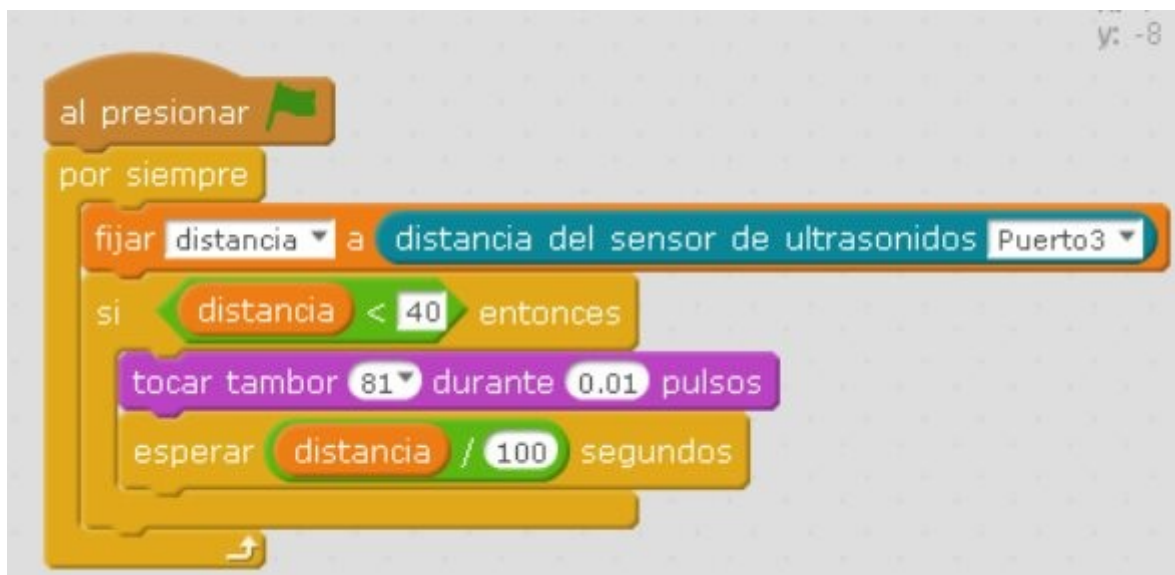 y: -8
al presionar
por siempre
fijar distancia a distancia del sensor de ultrasonidos Puerto3
si distancia < 40 entonces
tocar tambor 81 durante 0.01 pulsos
esperar distancia / 100 segundos